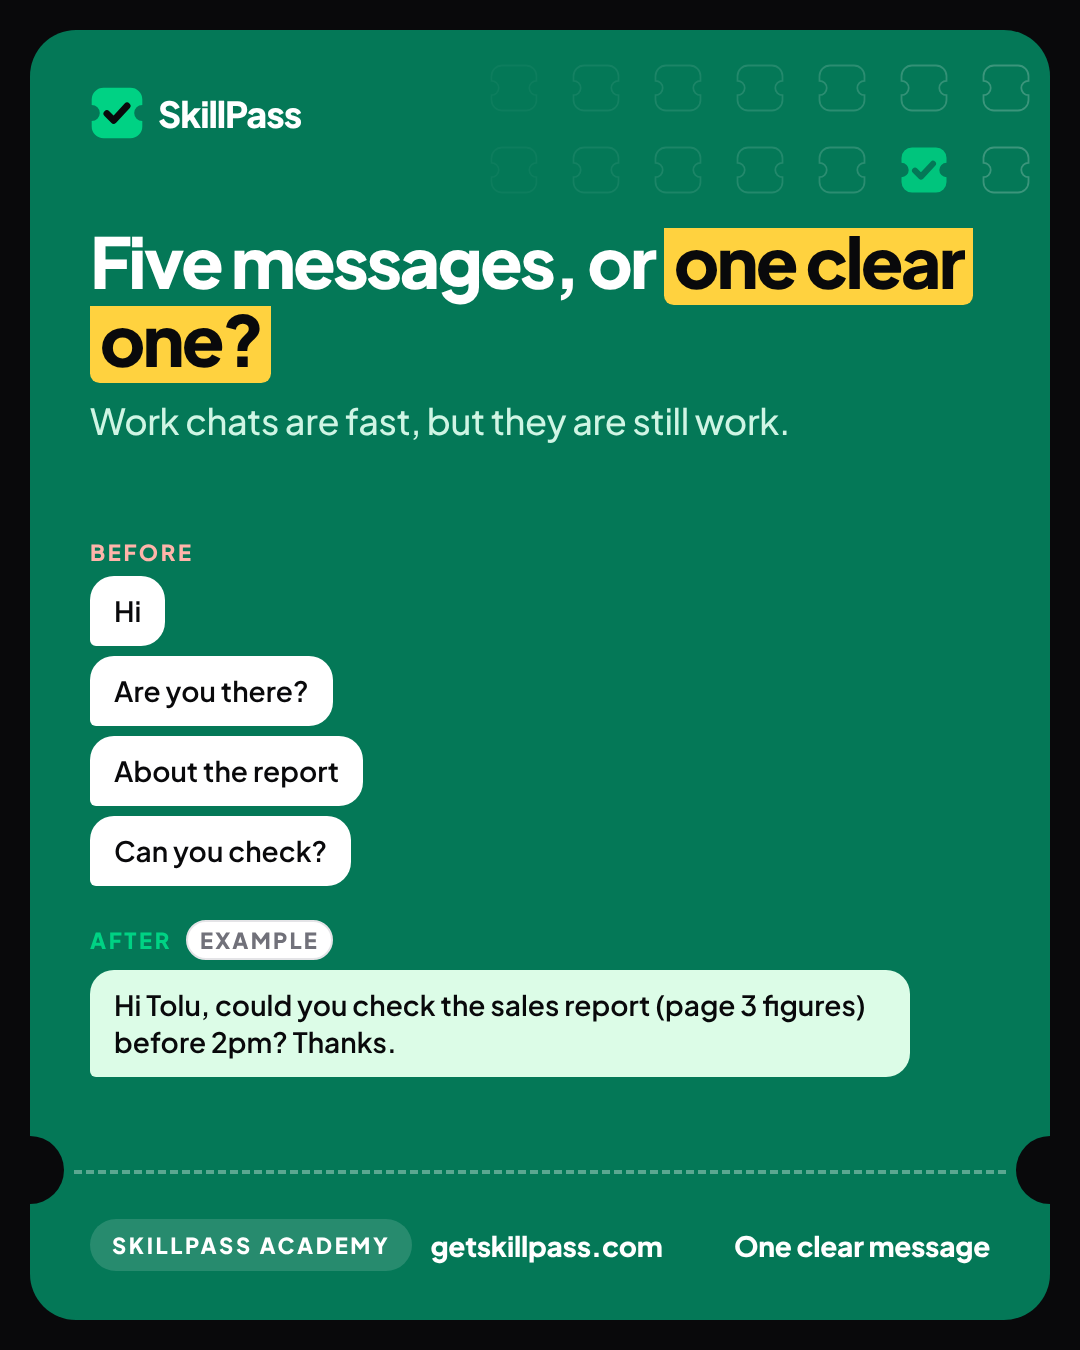 SkillPass
Five messages, or one clear
one?
Work chats are fast, but they are still work.
BEFORE
Hi
Are you there?
About the report
Can you check?
AFTER EXAMPLE
Hi Tolu, could you check the sales report (page 3 figures)
before 2pm? Thanks.
SKILLPASS ACADEMY getskillpass.com One clear message